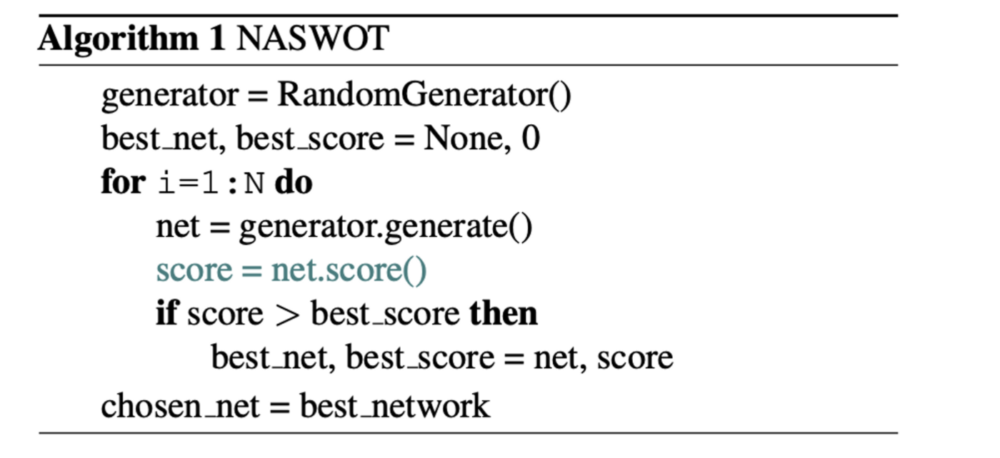 Algorithm 1 NASWOT
generator = RandomGenerator()
best_net, best_score = None, 0
for i=1:N do
net = generator.generate()
score = net.score()
if score > best_score then
best_net, best_score = net, score
chosen_net = best_network